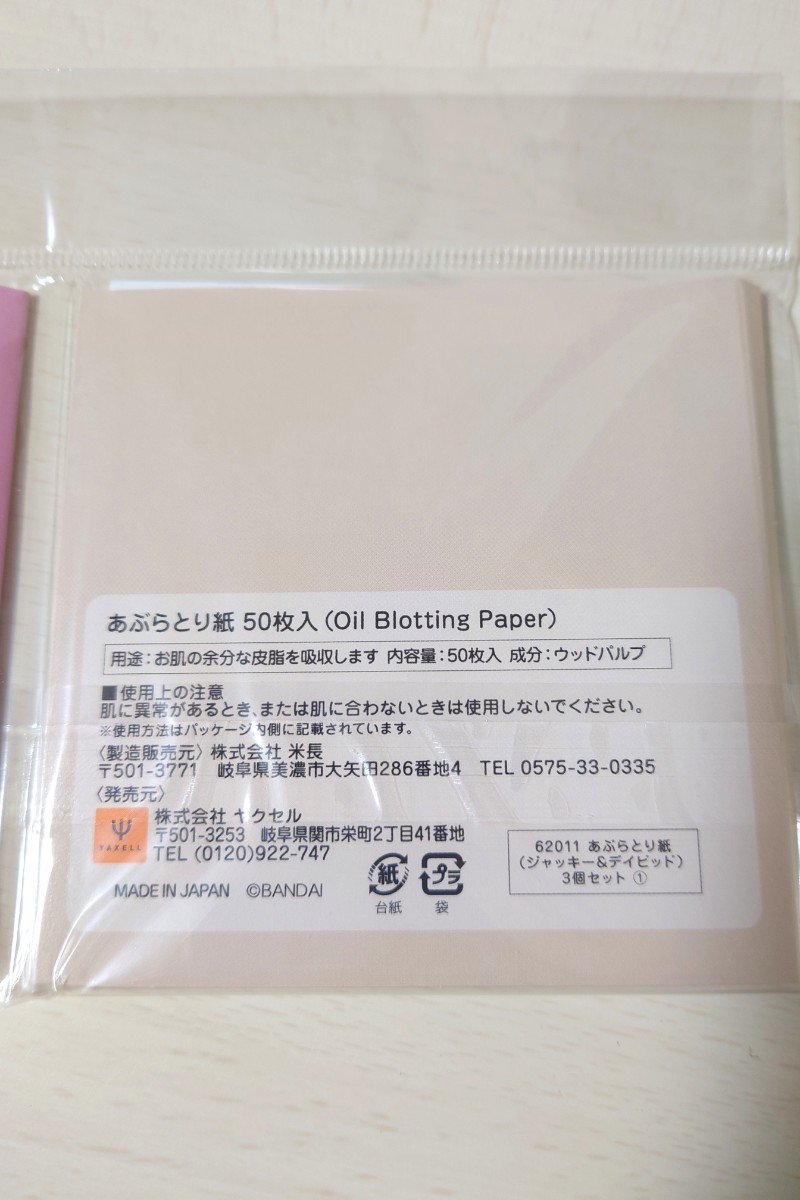 あぶらとり紙 50枚入（Oil Blotting Paper）
用途：お肌の余分な皮脂を吸収します 内容量：50枚入 成分：ウッドパルプ
■使用上の注意
肌に異常があるとき、または肌に合わないときは使用しないでください。
※使用方法はパッケージ内側に記載されています。
〈製造販売元〉株式会社 米長
〒501-3771 岐阜県美濃市大矢田286番地4 TEL 0575-33-0335
〈発売元〉
YAXELL
株式会社 ヤクセル
〒501-3253 岐阜県関市栄町2丁目41番地
TEL (0120)922-747
MADE IN JAPAN ©BANDAI
紙
台紙
プラ
袋
62011 あぶらとり紙
（ジャッキー&デイビッド）
3個セット ①